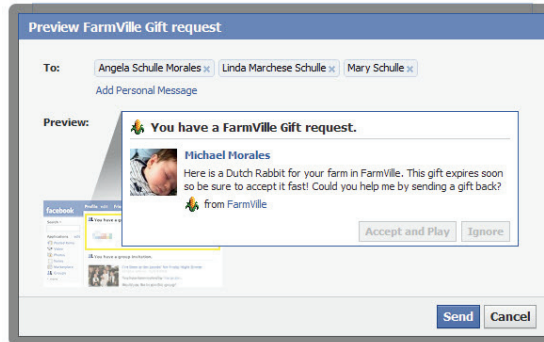 Preview FarmVille Gift request
To: Angela Schulle Morales x Linda Marchese Schulle x Mary Schulle x
Add Personal Message
Preview:
You have a FarmVille Gift request.
Michael Morales
Here is a Dutch Rabbit for your farm in FarmVille. This gift expires soon
so be sure to accept it fast! Could you help me by sending a gift back?
from FarmVille
Accept and Play Ignore
facebook
You have a group invitation.
Send Cancel